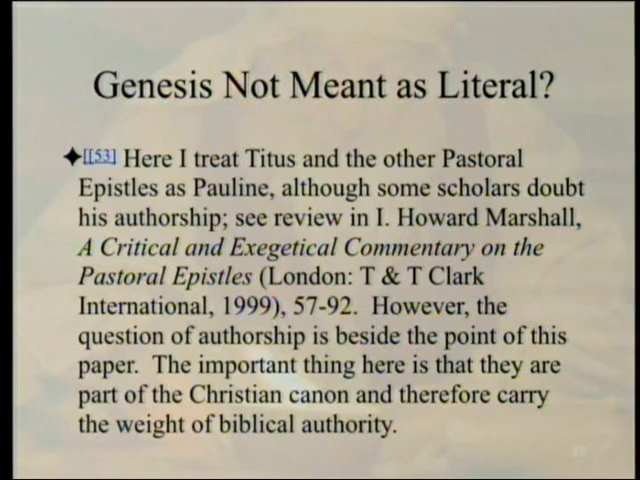 Genesis Not Meant as Literal?
✦[[53] Here I treat Titus and the other Pastoral
Epistles as Pauline, although some scholars doubt
his authorship; see review in I. Howard Marshall,
A Critical and Exegetical Commentary on the
Pastoral Epistles (London: T & T Clark
International, 1999), 57-92.  However, the
question of authorship is beside the point of this
paper.  The important thing here is that they are
part of the Christian canon and therefore carry
the weight of biblical authority.